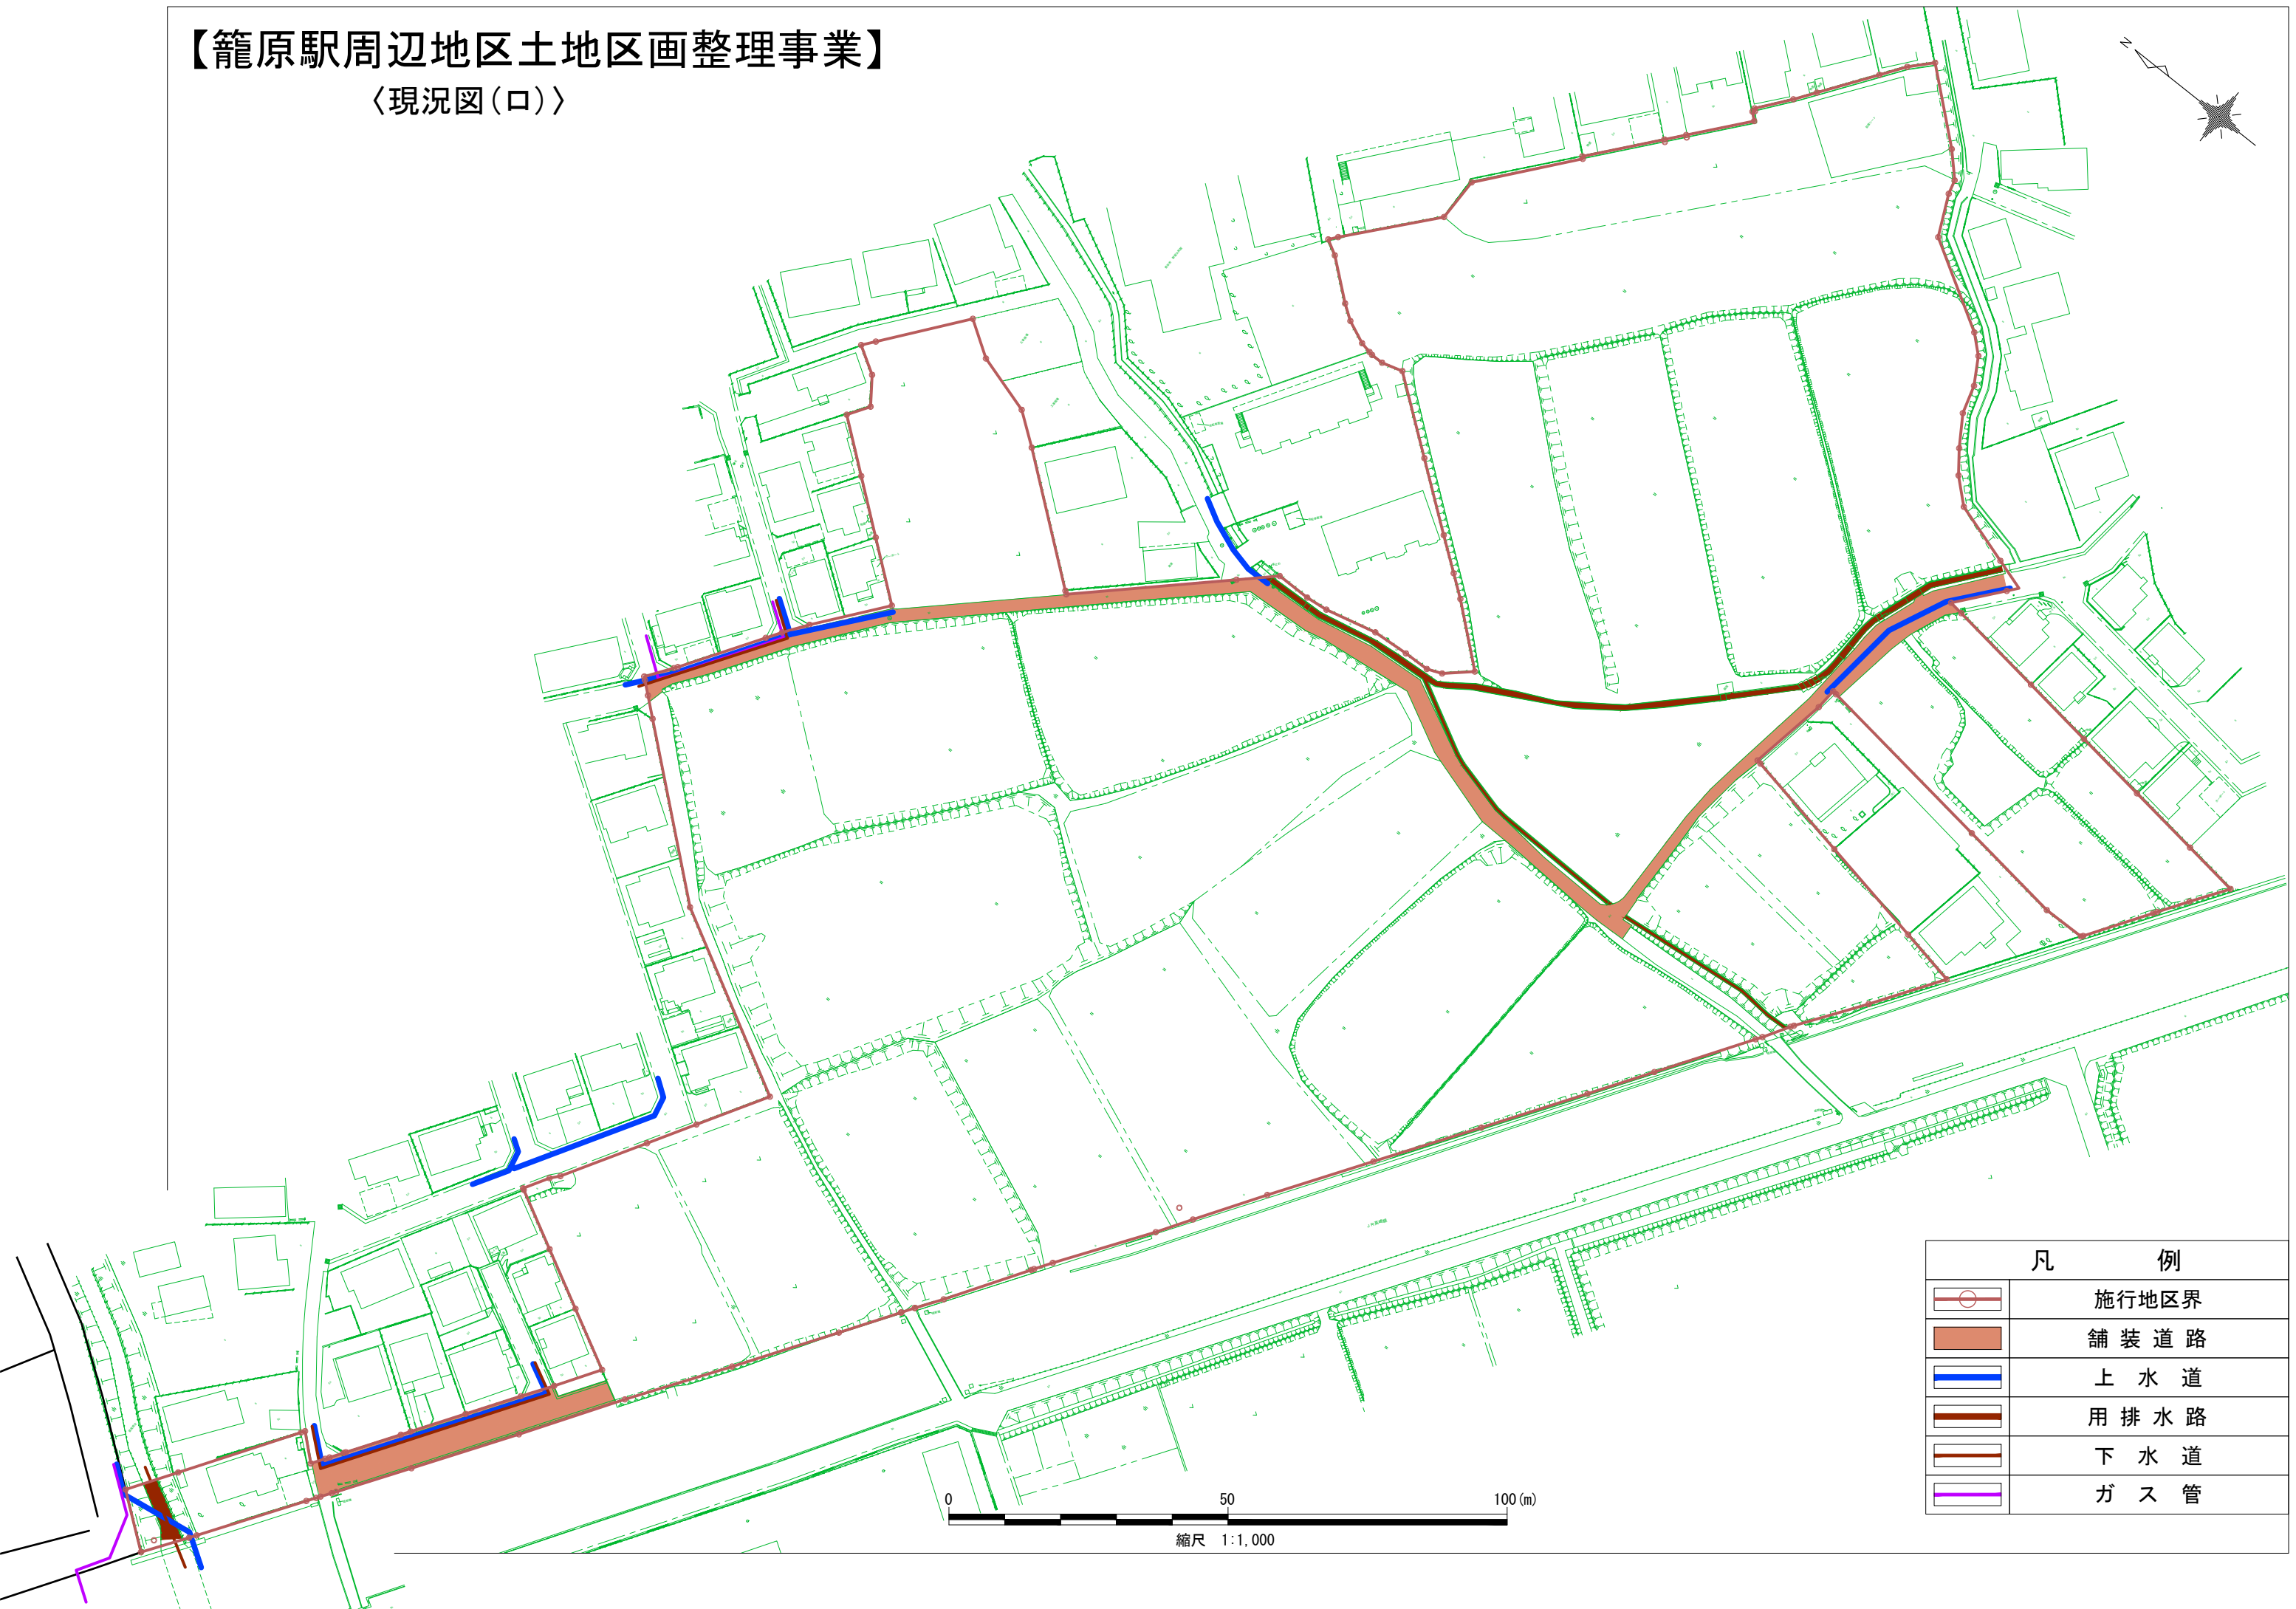 【籠原駅周辺地区土地区画整理事業】
〈現況図(ロ)〉
N
凡 例
施行地区界
舗装道路
上水道
用排水路
下水道
ガス管
0 50 100(m)
縮尺 1:1,000